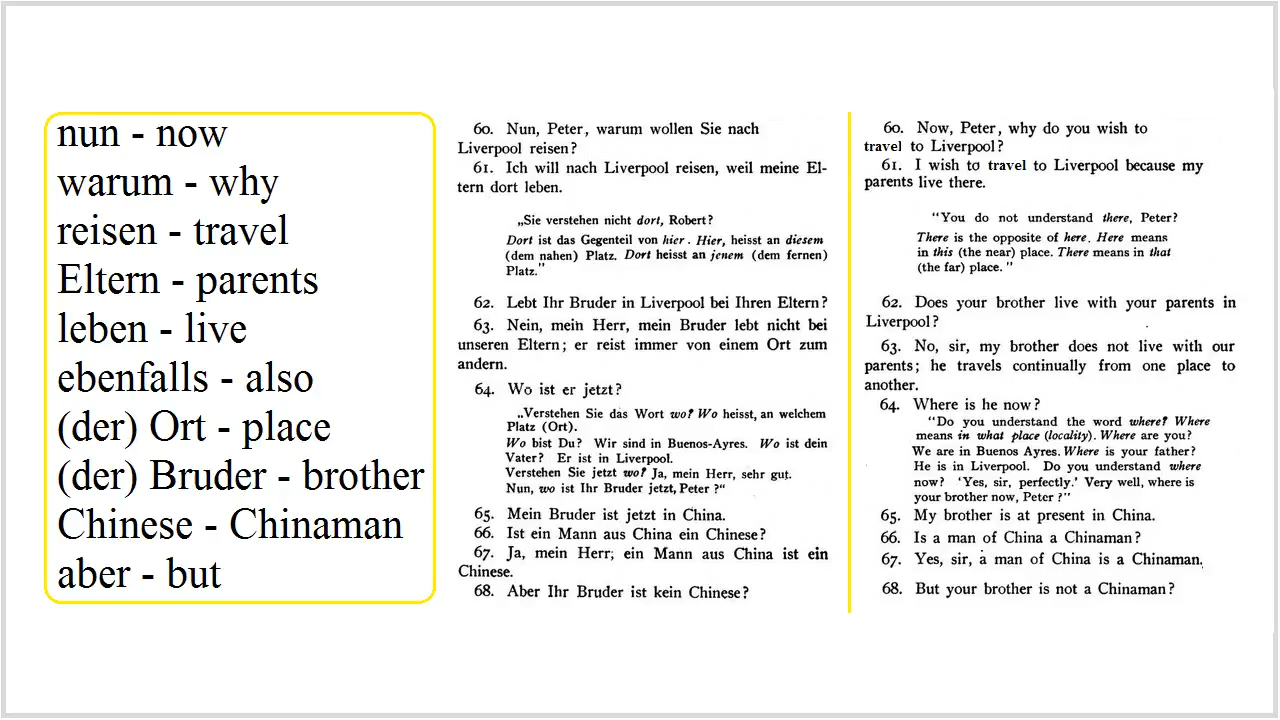 nun - now
warum - why
reisen - travel
Eltern - parents
leben - live
ebenfalls - also
(der) Ort - place
(der) Bruder - brother
Chinese - Chinaman
aber - but
60. Nun, Peter, warum wollen Sie nach
Liverpool reisen?
61. Ich will nach Liverpool reisen, weil meine El-
tern dort leben.
„Sie verstehen nicht dort, Robert?
Dort ist das Gegenteil von hier. Hier, heisst an diesem
(dem nahen) Platz. Dort heisst an jenem (dem fernen)
Platz."
62. Lebt Ihr Bruder in Liverpool bei Ihren Eltern?
63. Nein, mein Herr, mein Bruder lebt nicht bei
unseren Eltern; er reist immer von einem Ort zum
andern.
64. Wo ist er jetzt?
„Verstehen Sie das Wort wo? Wo heisst, an welchem
Platz (Ort).
Wo bist Du? Wir sind in Buenos-Ayres. Wo ist dein
Vater? Er ist in Liverpool.
Verstehen Sie jetzt wo? Ja, mein Herr, sehr gut.
Nun, wo ist Ihr Bruder jetzt, Peter ?“
65. Mein Bruder ist jetzt in China.
66. Ist ein Mann aus China ein Chinese?
67. Ja, mein Herr; ein Mann aus China ist ein
Chinese.
68. Aber Ihr Bruder ist kein Chinese?
60. Now, Peter, why do you wish to
travel to Liverpool?
61. I wish to travel to Liverpool because my
parents live there.
"You do not understand there, Peter?
There is the opposite of here. Here means
in this (the near) place. There means in that
(the far) place. "
62. Does your brother live with your parents in
Liverpool?
63. No, sir, my brother does not live with our
parents; he travels continually from one place to
another.
64. Where is he now?
"Do you understand the word where? Where
means in what place (locality). Where are you?
We are in Buenos Ayres. Where is your father?
He is in Liverpool. Do you understand where
now? 'Yes, sir, perfectly.' Very well, where is
your brother now, Peter ?"
65. My brother is at present in China.
66. Is a man of China a Chinaman?
67. Yes, sir, a man of China is a Chinaman.
68. But your brother is not a Chinaman?